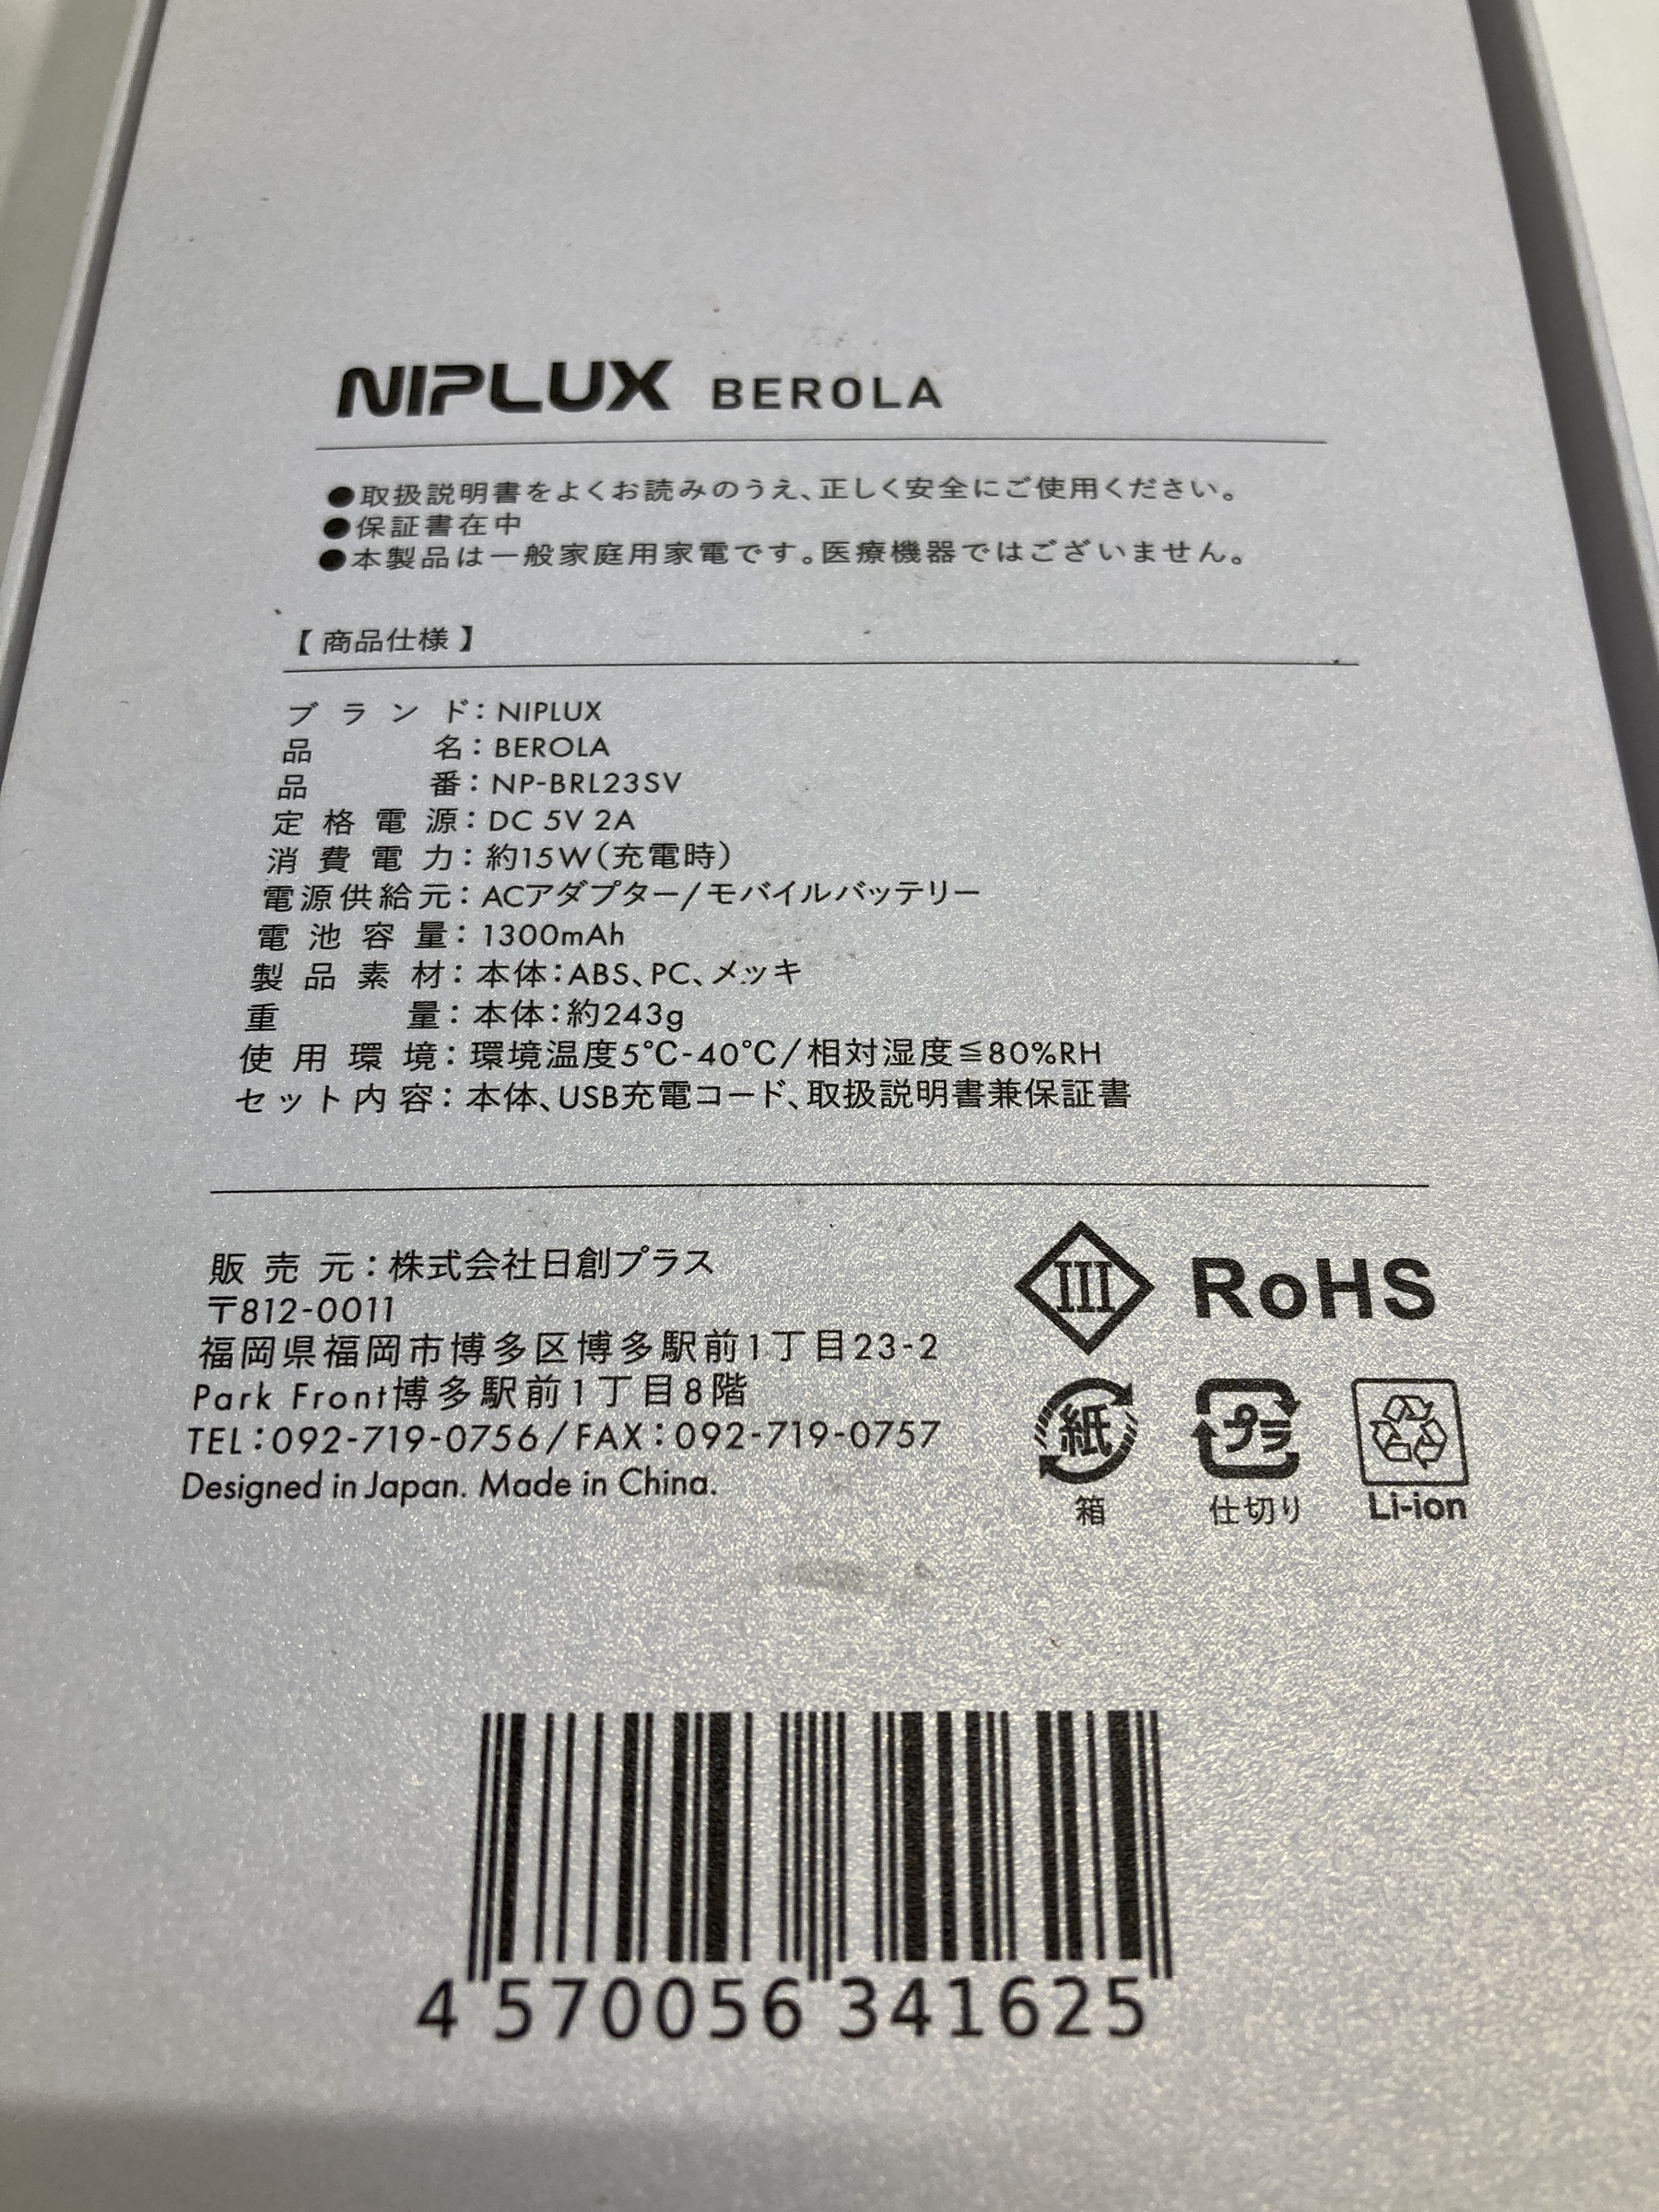 NIPLUX BEROLA
●取扱説明書をよくお読みのうえ、正しく安全にご使用ください。
●保証書在中
●本製品は一般家庭用家電です。医療機器ではございません。
【商品仕様】
ブランド：NIPLUX
品名：BEROLA
品番：NP-BRL23SV
定格電源：DC 5V 2A
消費電力：約15W（充電時）
電源供給元：ACアダプター/モバイルバッテリー
電池容量：1300mAh
製品素材：本体：ABS、PC、メッキ
重量：本体：約243g
使用環境：環境温度5℃-40℃/相対湿度≦80%RH
セット内容：本体、USB充電コード、取扱説明書兼保証書
販売元：株式会社日創プラス
〒812-0011
福岡県福岡市博多区博多駅前1丁目23-2
Park Front博多駅前1丁目8階
TEL：092-719-0756/FAX：092-719-0757
Designed in Japan. Made in China.
III RoHS
紙 プラ
箱 仕切り Li-ion
4 570056 341625